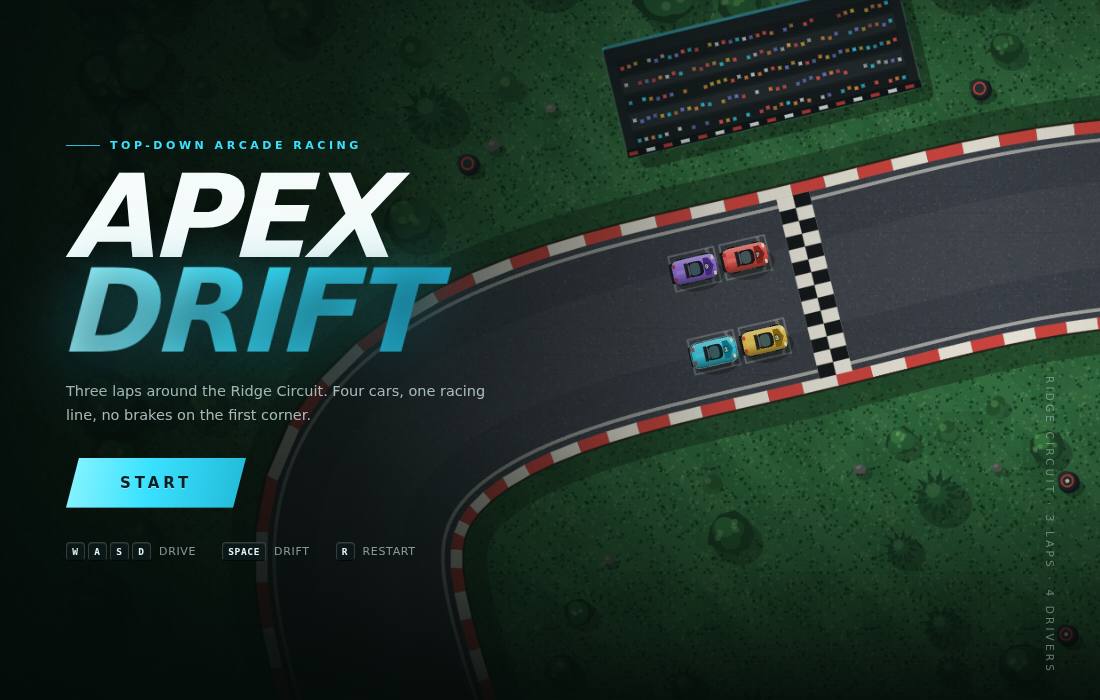 TOP-DOWN ARCADE RACING
APEX
DRIFT
Three laps around the Ridge Circuit. Four cars, one racing
line, no brakes on the first corner.
START
W A S D DRIVE SPACE DRIFT R RESTART
RIDGE CIRCUIT · 3 LAPS · 4 DRIVERS